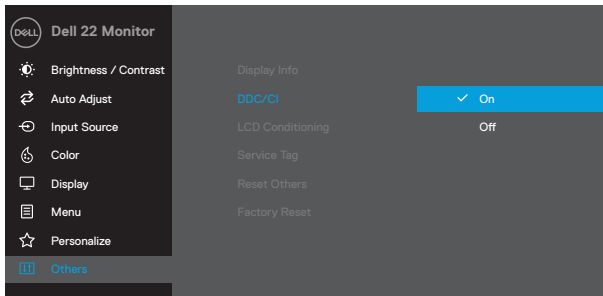 DELL
Dell 22 Monitor
Brightness / Contrast
Auto Adjust
Input Source
Color
Display
Menu
Personalize
Others
Display Info
DDC/CI
LCD Conditioning
Service Tag
Reset Others
Factory Reset
On
Off